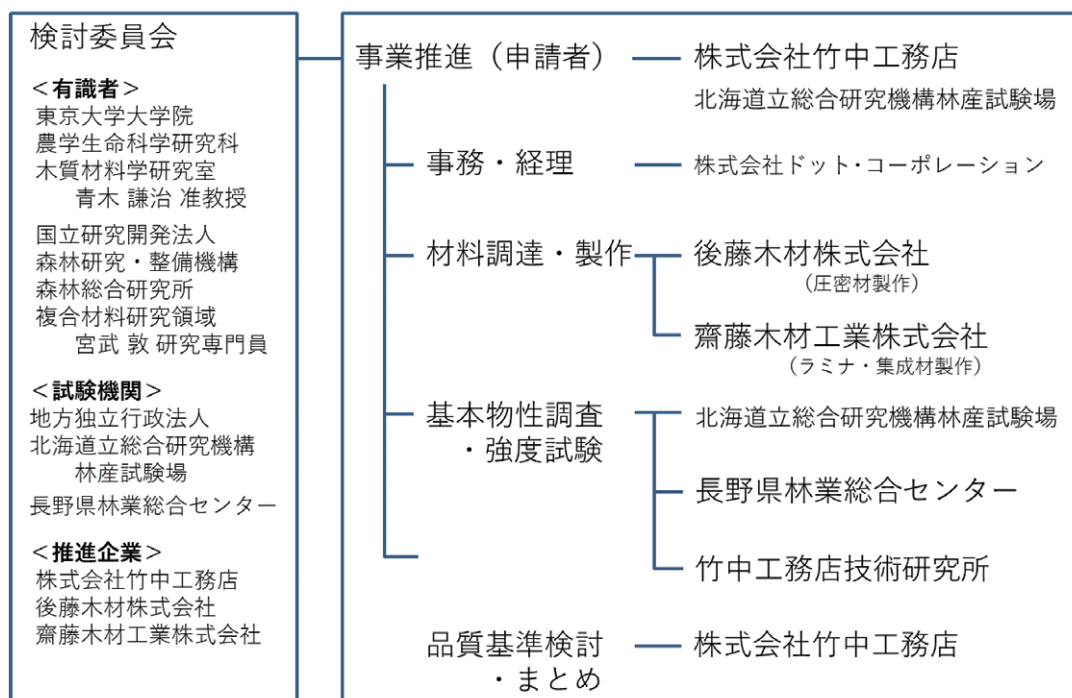 検討委員会
＜有識者＞
東京大学大学院
農学生命科学研究科
木質材料学研究室
青木 謙治 准教授
国立研究開発法人
森林研究・整備機構
森林総合研究所
複合材料研究領域
宮武 敦 研究専門員
＜試験機関＞
地方独立行政法人
北海道立総合研究機構
林産試験場
長野県林業総合センター
＜推進企業＞
株式会社竹中工務店
後藤木材株式会社
齋藤木材工業株式会社
事業推進（申請者）
株式会社竹中工務店
北海道立総合研究機構林産試験場
事務・経理
株式会社ドット・コーポレーション
材料調達・製作
後藤木材株式会社
（圧密材製作）
齋藤木材工業株式会社
（ラミナ・集成材製作）
基本物性調査
・強度試験
北海道立総合研究機構林産試験場
長野県林業総合センター
竹中工務店技術研究所
品質基準検討
・まとめ
株式会社竹中工務店